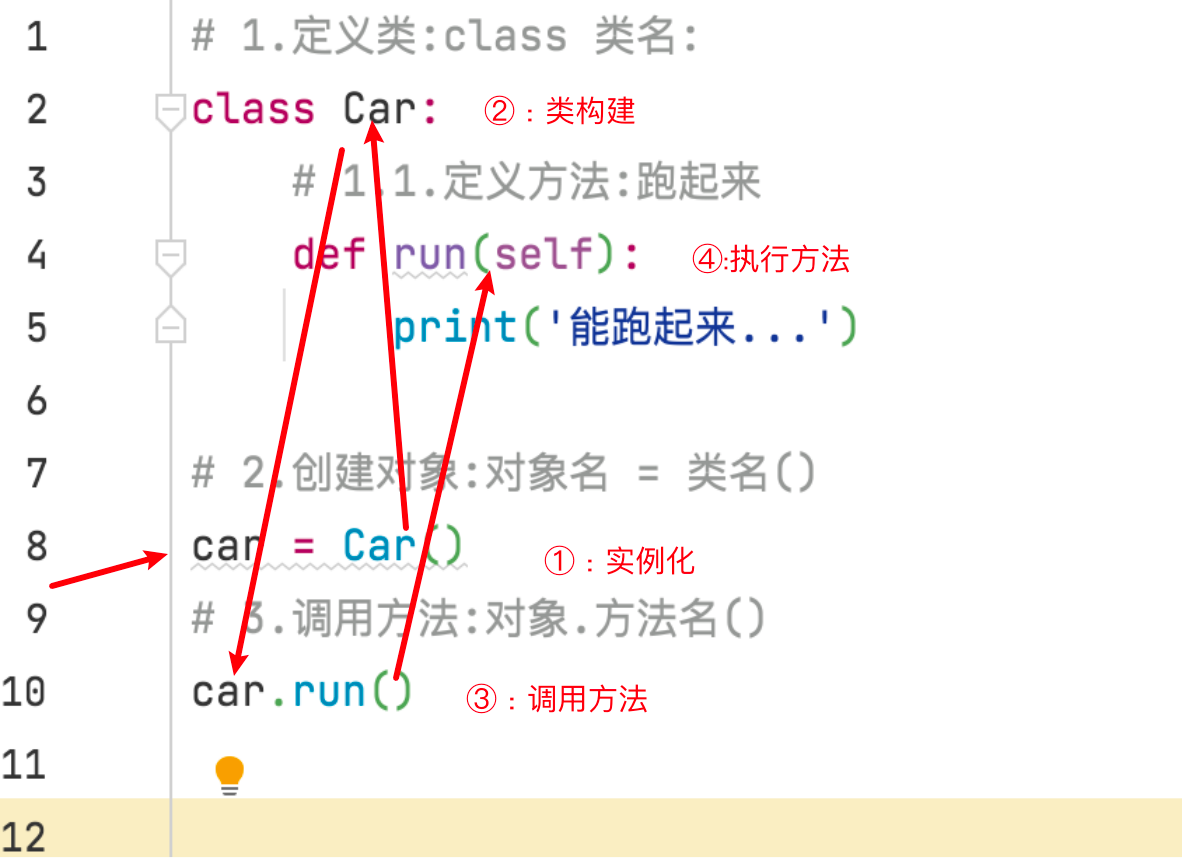 1 # 1.定义类:class 类名:
2 class Car: ②：类构建
3 # 1.1.定义方法:跑起来
4 def run(self): ④:执行方法
5 print('能跑起来...')
6
7 # 2.创建对象:对象名 = 类名()
8 car = Car() ①：实例化
9 # 3.调用方法:对象.方法名()
10 car.run() ③：调用方法
11
12